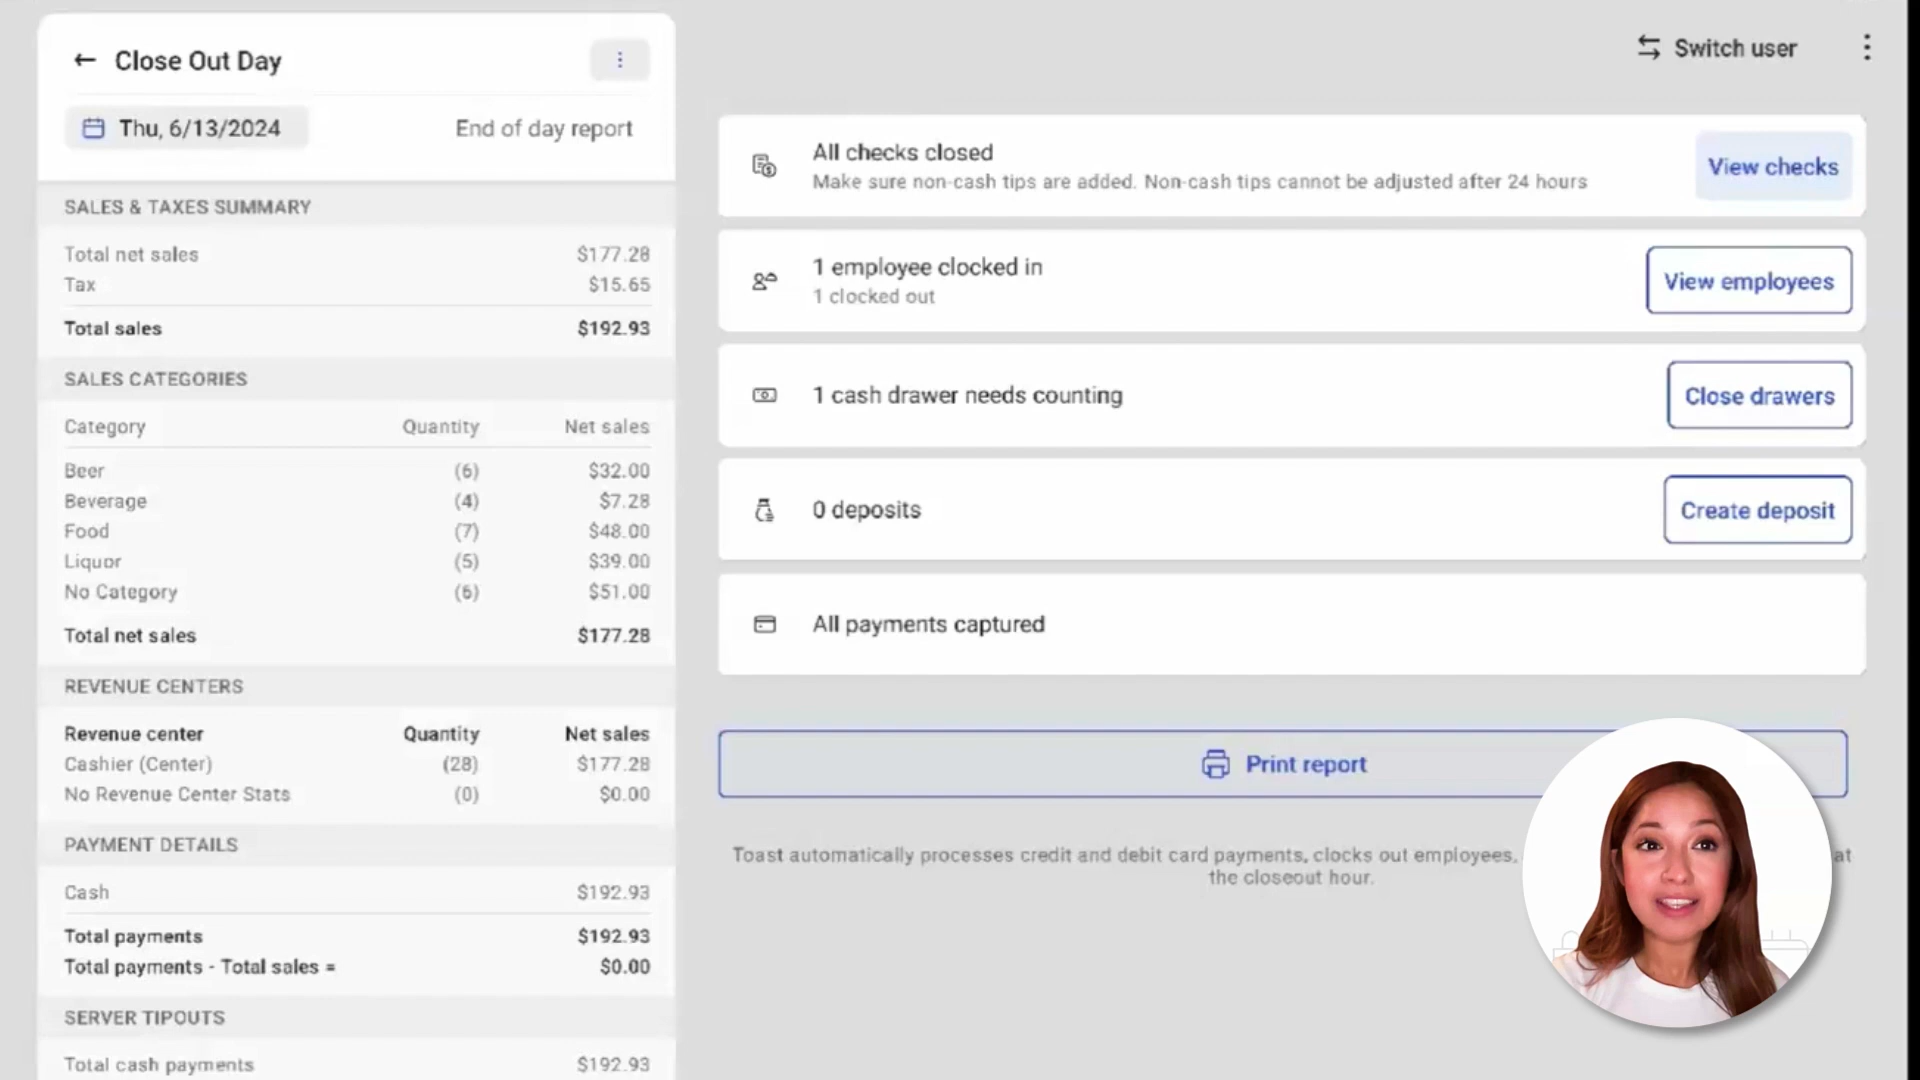 Close Out Day
Thu, 6/13/2024 End of day report
SALES & TAXES SUMMARY
Total net sales $177.28
Tax $15.65
Total sales $192.93
SALES CATEGORIES
Category Quantity Net sales
Beer (6) $32.00
Beverage (4) $7.28
Food (7) $48.00
Liquor (5) $39.00
No Category (6) $51.00
Total net sales $177.28
REVENUE CENTERS
Revenue center Quantity Net sales
Cashier (Center) (28) $177.28
No Revenue Center Stats (0) $0.00
PAYMENT DETAILS
Cash $192.93
Total payments $192.93
Total payments - Total sales = $0.00
SERVER TIPOUTS
Total cash payments $192.93
Switch user
All checks closed
Make sure non-cash tips are added. Non-cash tips cannot be adjusted after 24 hours
View checks
1 employee clocked in
1 clocked out
View employees
1 cash drawer needs counting
Close drawers
0 deposits
Create deposit
All payments captured
Print report
Toast automatically processes credit and debit card payments, clocks out employees, at
the closeout hour.